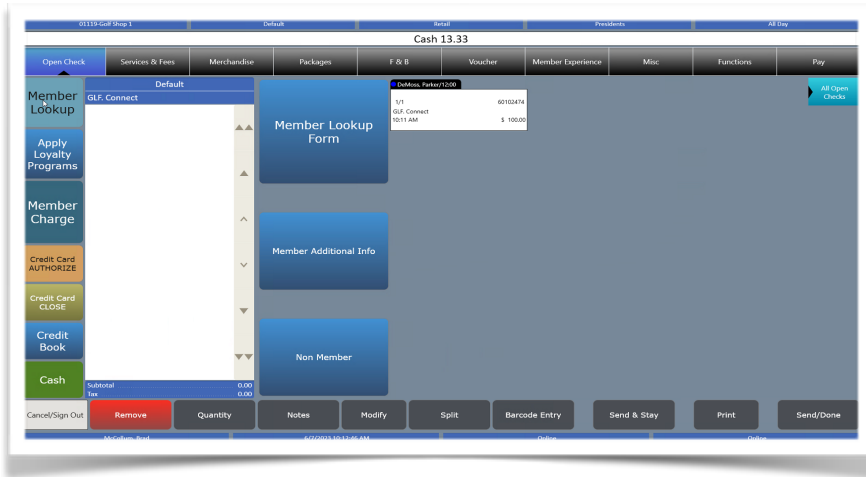 01119-Golf Shop 1 Default Retail Presidents All Day
Cash 13.33
Open Check Services & Fees Merchandise Packages F & B Voucher Member Experience Misc Functions Pay
Member
Lookup
Apply
Loyalty
Programs
Member
Charge
Credit Card
AUTHORIZE
Credit Card
CLOSE
Credit
Book
Cash
Default
GLF. Connect
Subtotal 0.00
Tax 0.00
Member Lookup
Form
Member Additional Info
Non Member
DeMoss, Parker/12:00
1/1 60102474
GLF. Connect
10:11 AM $ 100.00
All Open
Checks
Cancel/Sign Out Remove Quantity Notes Modify Split Barcode Entry Send & Stay Print Send/Done
McCollum, Brad 6/7/2023 10:12:46 AM Online Online